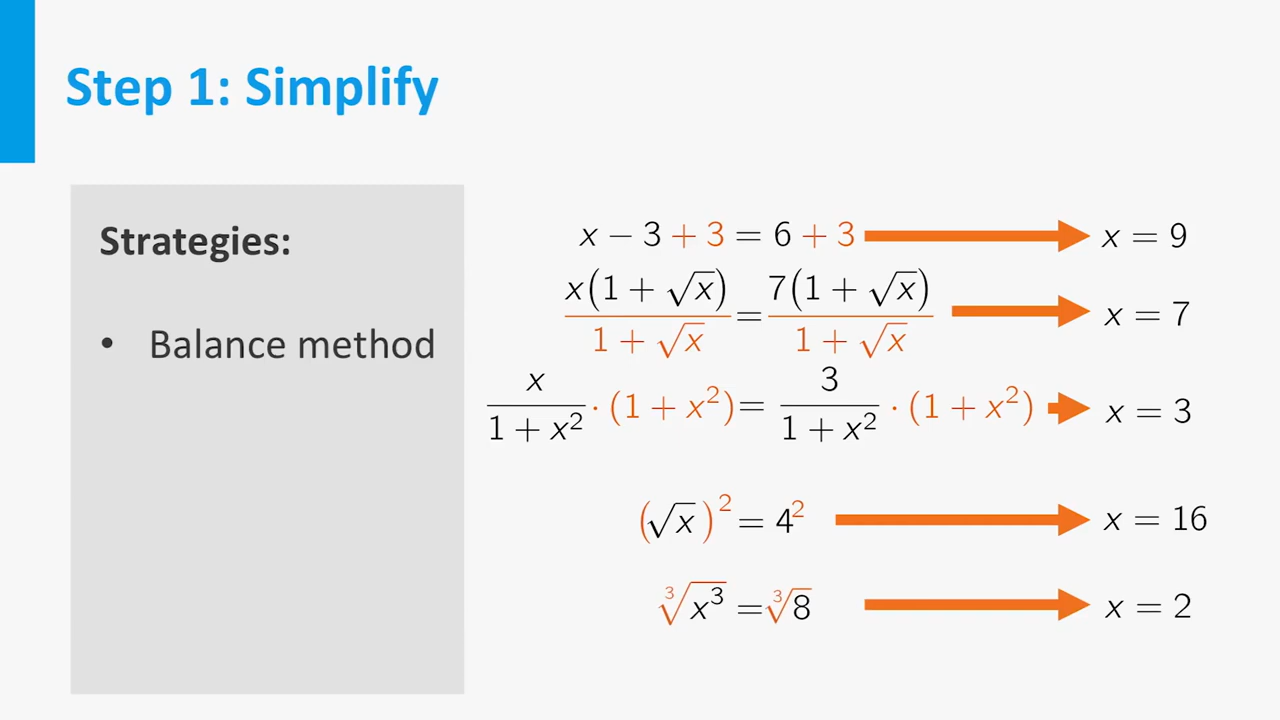 Step 1: Simplify
Strategies:
• Balance method
x − 3 + 3 = 6 + 3 x = 9
x(1 + √x)/(1 + √x) = 7(1 + √x)/(1 + √x) x = 7
x/(1 + x²) · (1 + x²) = 3/(1 + x²) · (1 + x²) x = 3
(√x)² = 4² x = 16
∛x³ = ∛8 x = 2